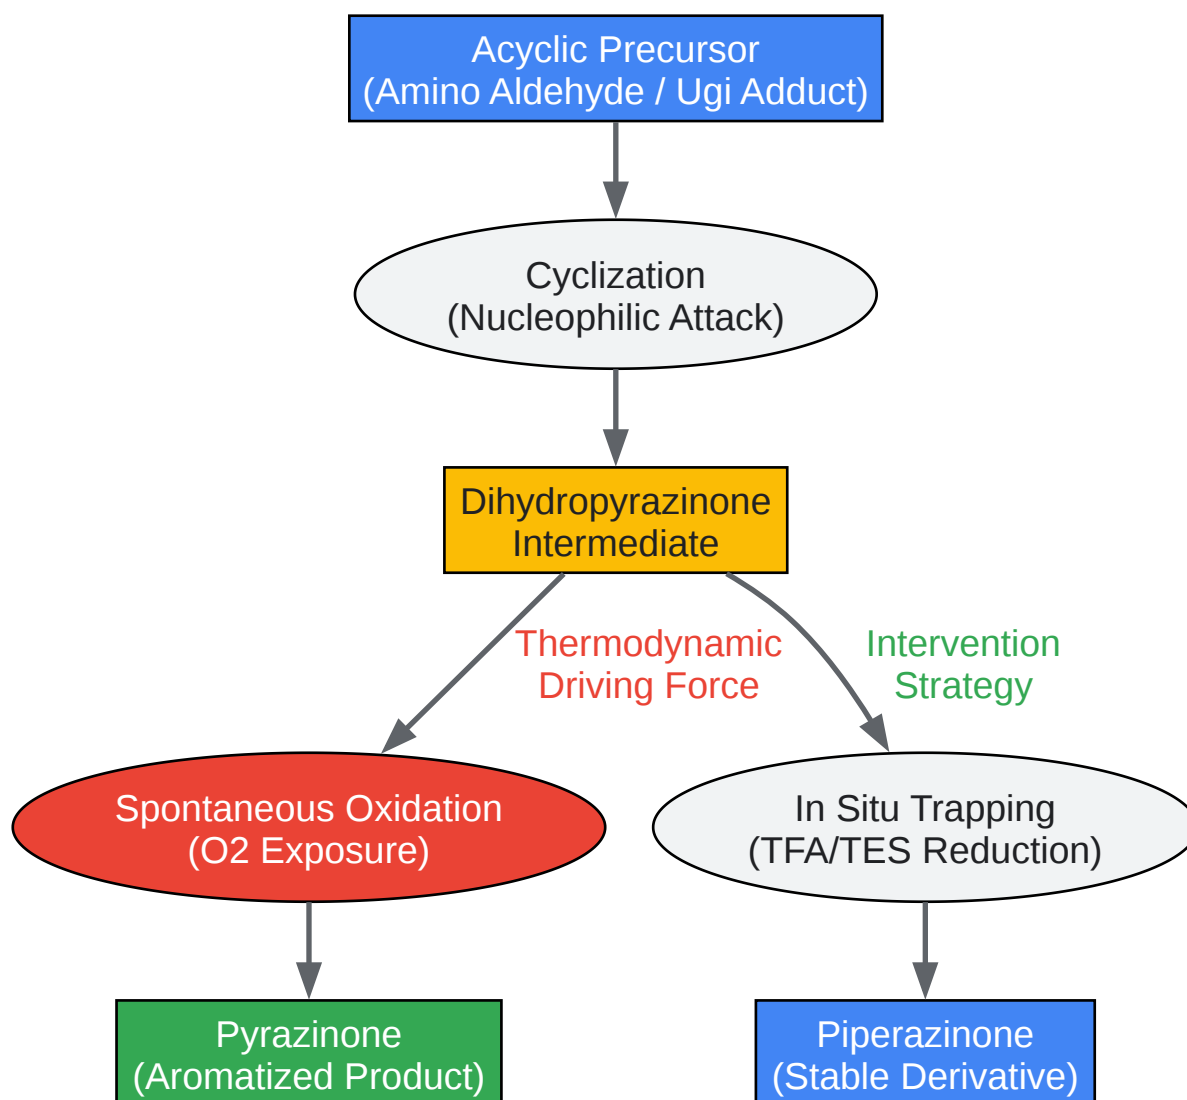 Acyclic Precursor
(Amino Aldehyde / Ugi Adduct)
Cyclization
(Nucleophilic Attack)
Dihydropyrazinone
Intermediate
Thermodynamic
Driving Force
Intervention
Strategy
Spontaneous Oxidation
(O2 Exposure)
In Situ Trapping
(TFA/TES Reduction)
Pyrazinone
(Aromatized Product)
Piperazinone
(Stable Derivative)